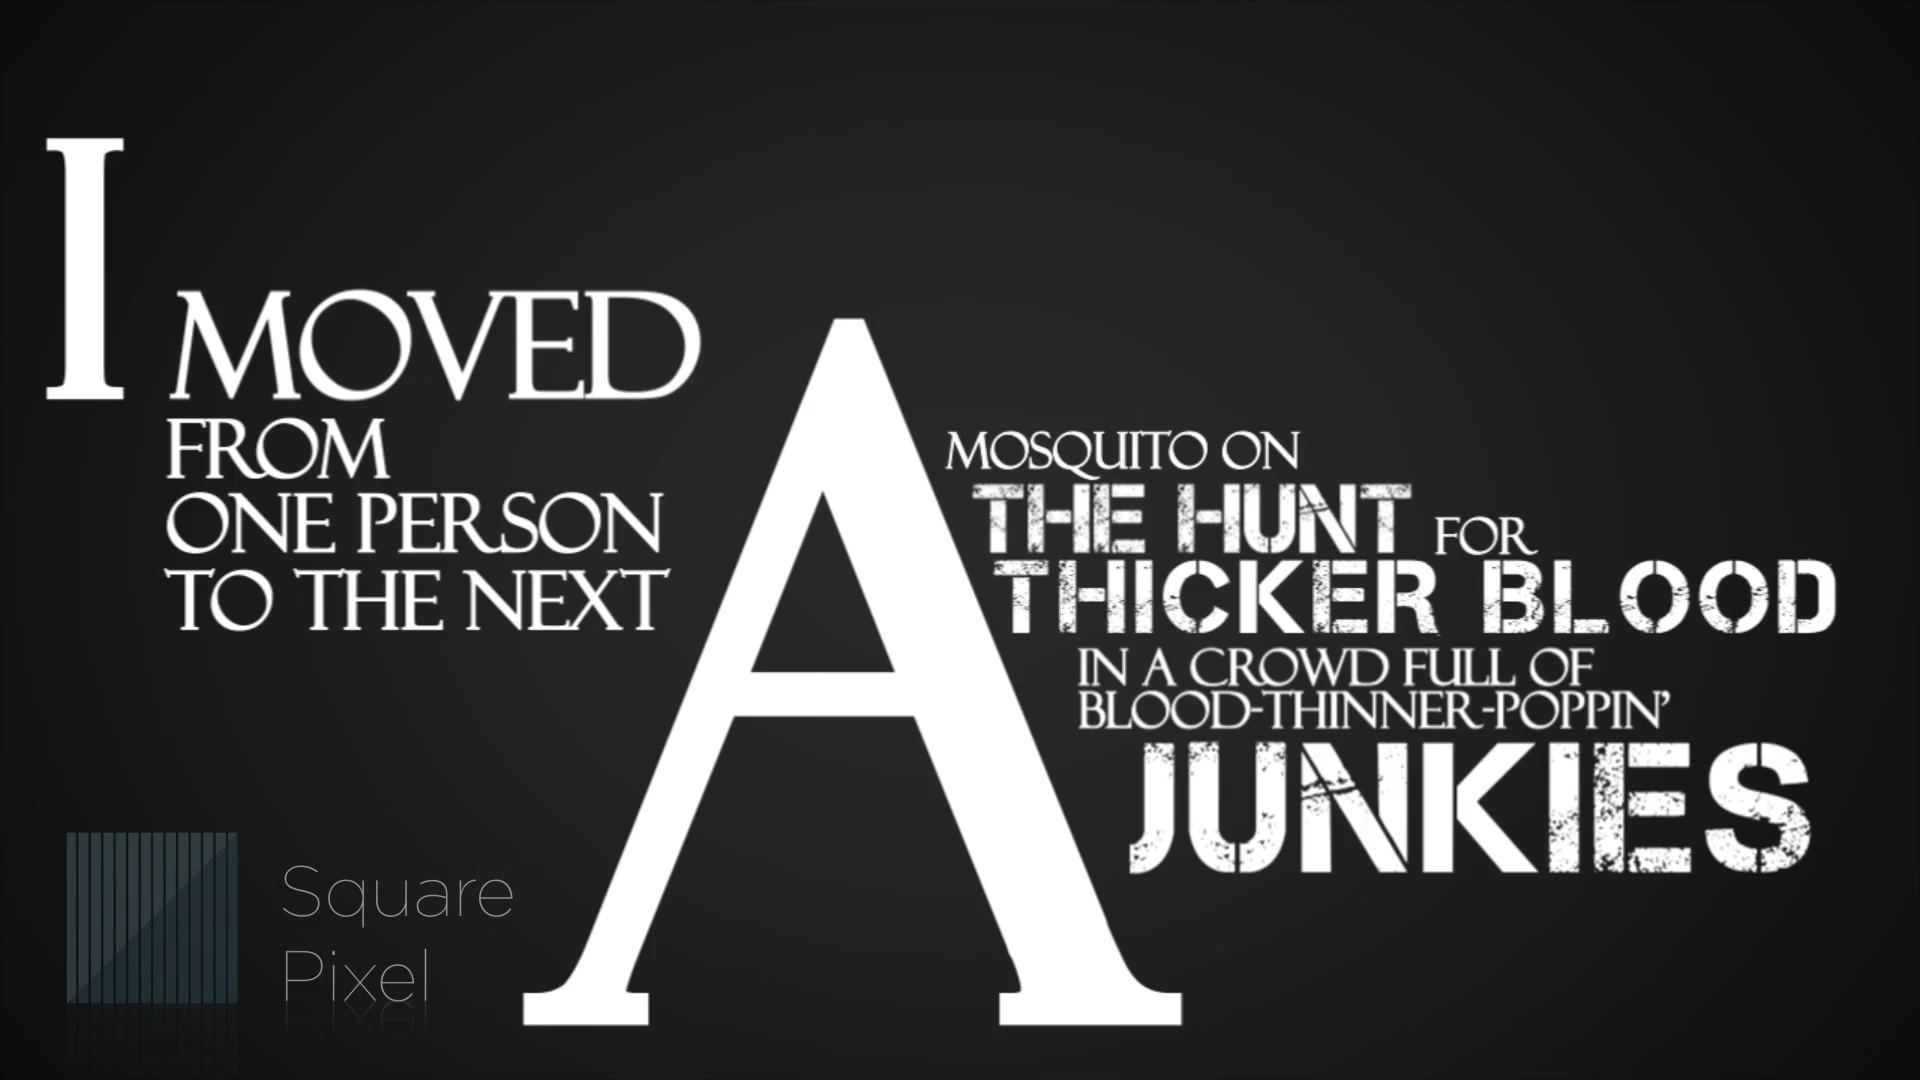 I MOVED
FROM
ONE PERSON
TO THE NEXT
A
MOSQUITO ON
THE HUNT FOR
THICKER BLOOD
IN A CROWD FULL OF
BLOOD-THINNER-POPPIN'
JUNKIES
Square
Pixel